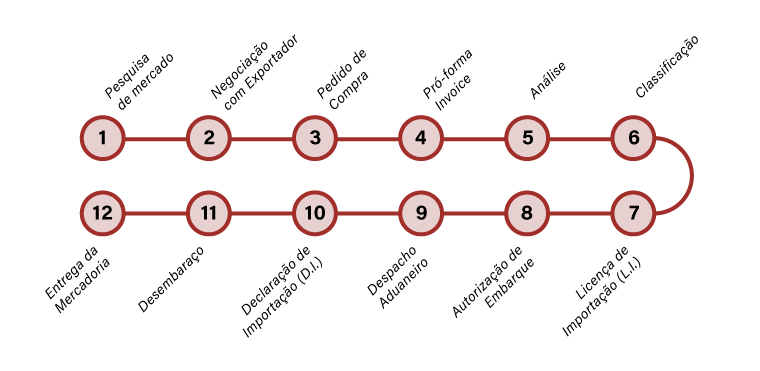 Pesquisa
de mercado
Negociação
com Exportador
Pedido de
Compra
Pró-forma
Invoice
Análise
Classificação
1
2
3
4
5
6
12
11
10
9
8
7
Entrega da
Mercadoria
Desembaraço
Declaração de
Importação (D.I.)
Despacho
Aduaneiro
Autorização de
Embarque
Licença de
Importação (L.I.)